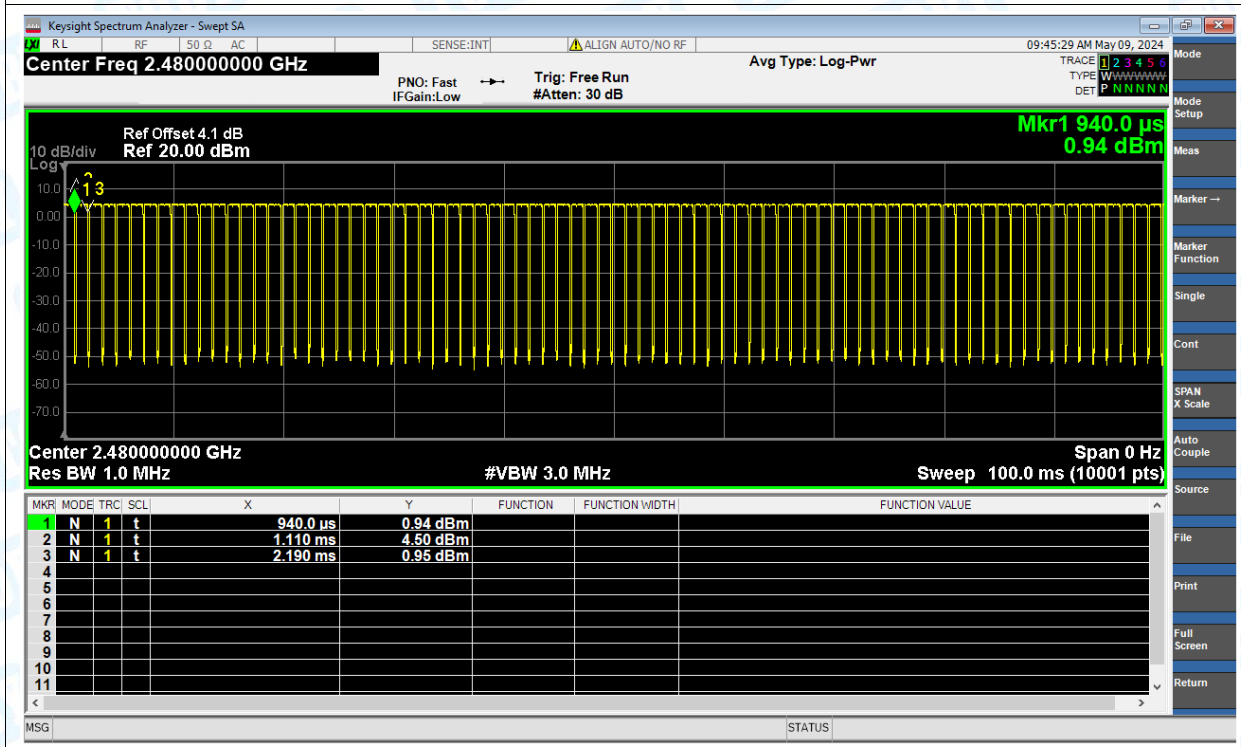 Keysight Spectrum Analyzer - Swept SA
LXI RL RF 50 Ω AC SENSE:INT ALIGN AUTO/NO RF 09:45:29 AM May 09, 2024
Center Freq 2.480000000 GHz
PNO: Fast
IFGain:Low
Trig: Free Run
#Atten: 30 dB
Avg Type: Log-Pwr
TRACE 1 2 3 4 5 6
TYPE WWWWWW
DET P N N N N N
Mkr1 940.0 µs
0.94 dBm
Ref Offset 4.1 dB
10 dB/div Ref 20.00 dBm
Log
10.0
0.00
-10.0
-20.0
-30.0
-40.0
-50.0
-60.0
-70.0
1 3
Center 2.480000000 GHz Span 0 Hz
Res BW 1.0 MHz #VBW 3.0 MHz Sweep 100.0 ms (10001 pts)
MKR MODE TRC SCL X Y FUNCTION FUNCTION WIDTH FUNCTION VALUE
1 N 1 t 940.0 µs 0.94 dBm
2 N 1 t 1.110 ms 4.50 dBm
3 N 1 t 2.190 ms 0.95 dBm
4
5
6
7
8
9
10
11
MSG STATUS
Mode
Mode Setup
Meas
Marker →
Marker Function
Single
Cont
SPAN X Scale
Auto Couple
Source
File
Print
Full Screen
Return